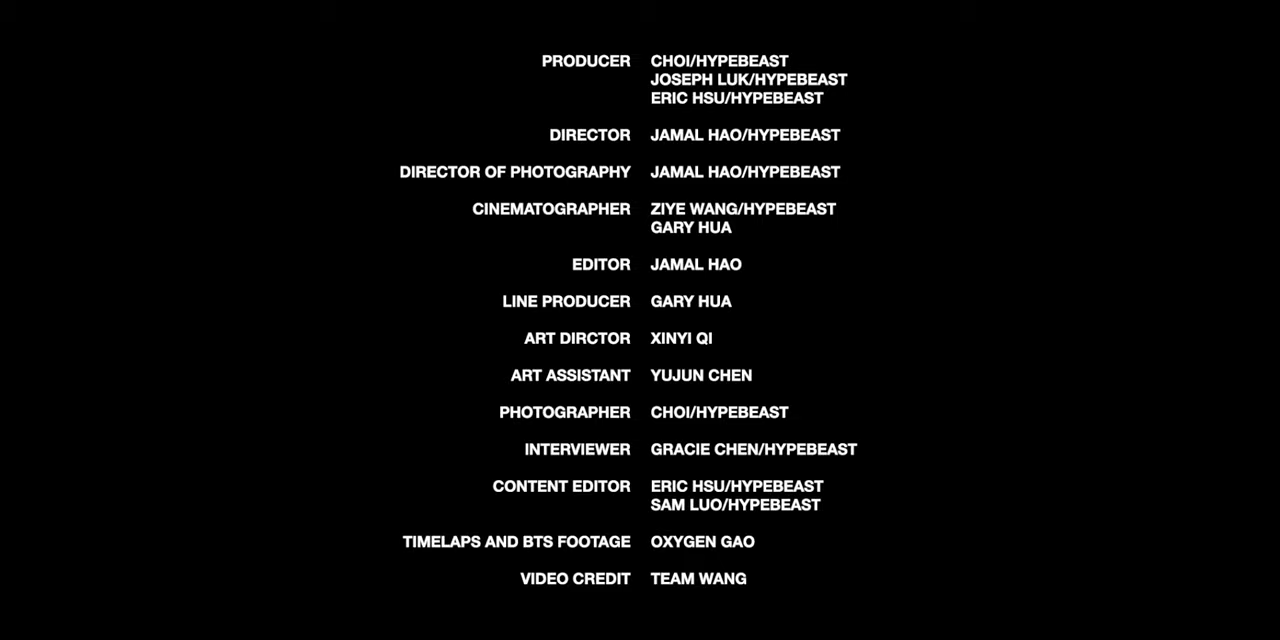 PRODUCER CHOI/HYPEBEAST
JOSEPH LUK/HYPEBEAST
ERIC HSU/HYPEBEAST
DIRECTOR JAMAL HAO/HYPEBEAST
DIRECTOR OF PHOTOGRAPHY JAMAL HAO/HYPEBEAST
CINEMATOGRAPHER ZIYE WANG/HYPEBEAST
GARY HUA
EDITOR JAMAL HAO
LINE PRODUCER GARY HUA
ART DIRCTOR XINYI QI
ART ASSISTANT YUJUN CHEN
PHOTOGRAPHER CHOI/HYPEBEAST
INTERVIEWER GRACIE CHEN/HYPEBEAST
CONTENT EDITOR ERIC HSU/HYPEBEAST
SAM LUO/HYPEBEAST
TIMELAPS AND BTS FOOTAGE OXYGEN GAO
VIDEO CREDIT TEAM WANG